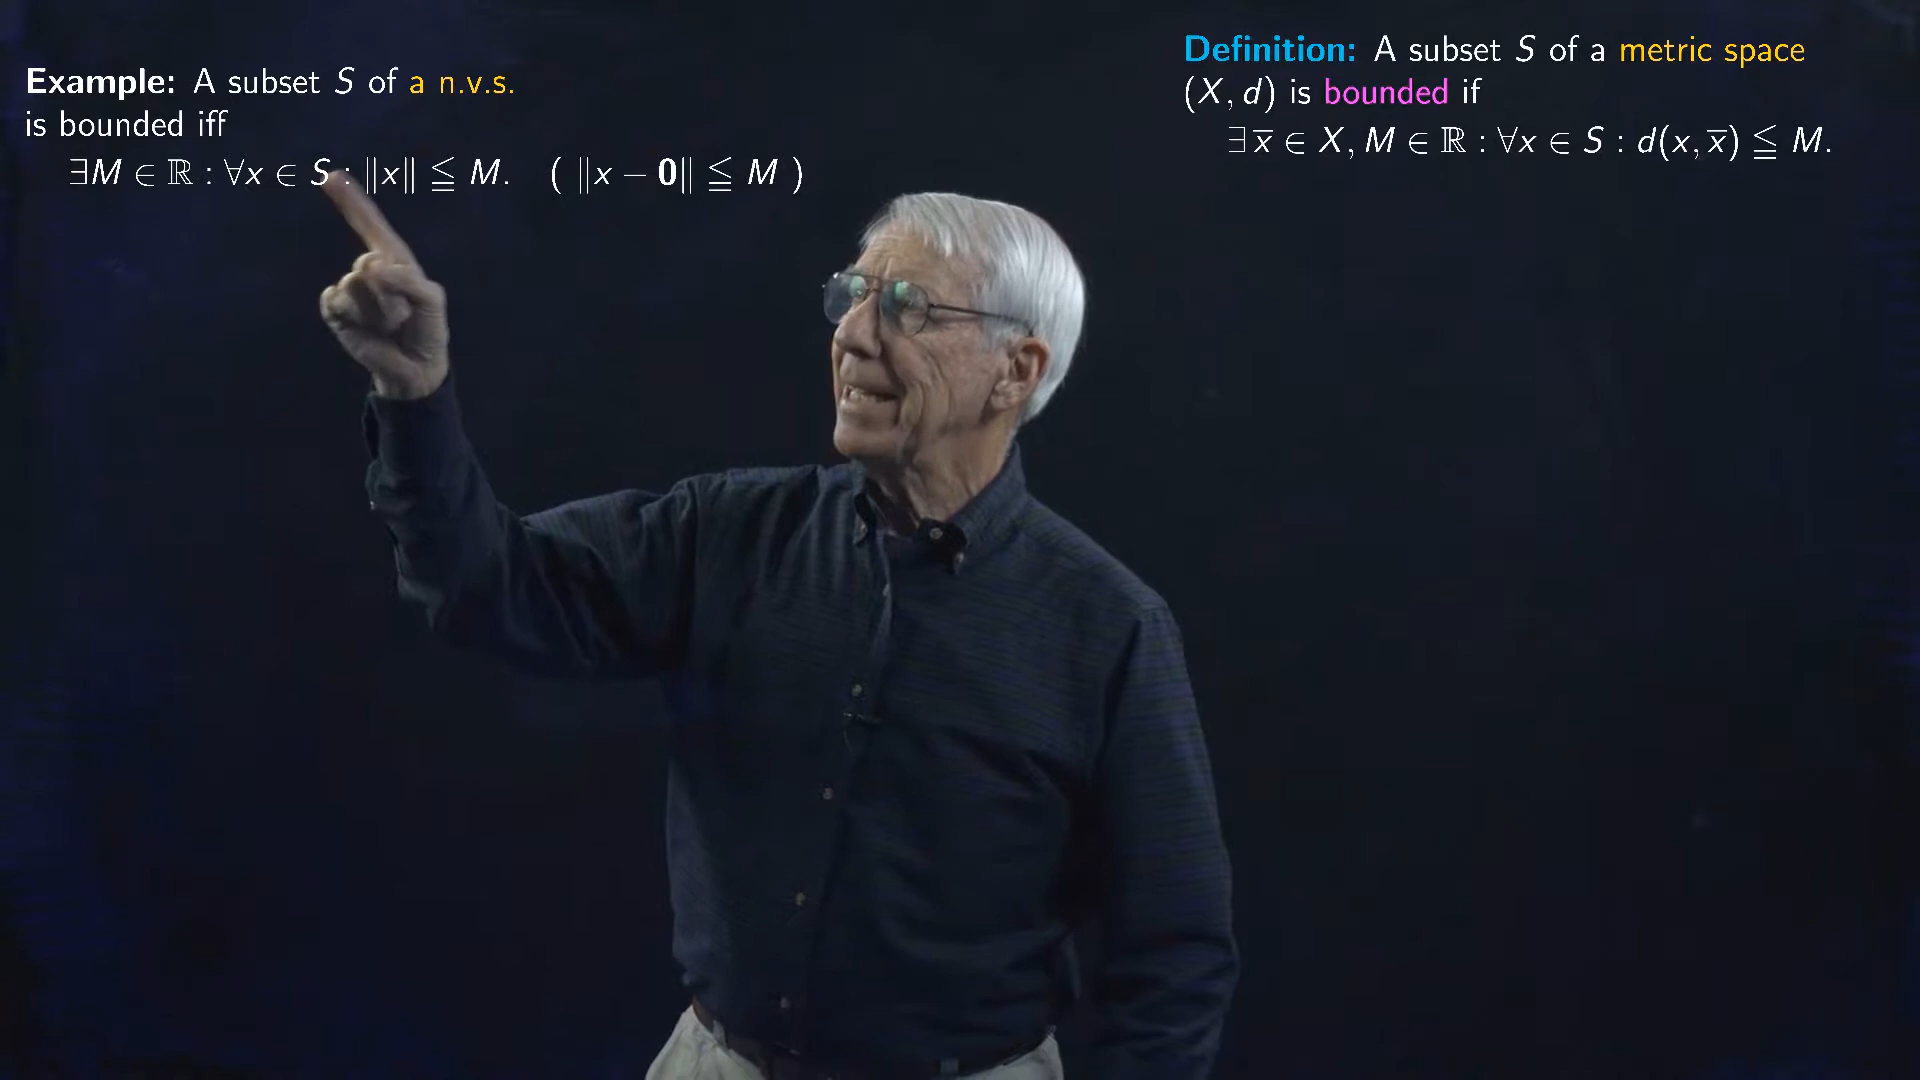 Example: A subset S of a n.v.s.
is bounded iff
∃M ∈ ℝ : ∀x ∈ S : ‖x‖ ≦ M. ( ‖x − 𝟎‖ ≦ M )
Definition: A subset S of a metric space
(X, d) is bounded if
∃ x̅ ∈ X, M ∈ ℝ : ∀x ∈ S : d(x, x̅) ≦ M.